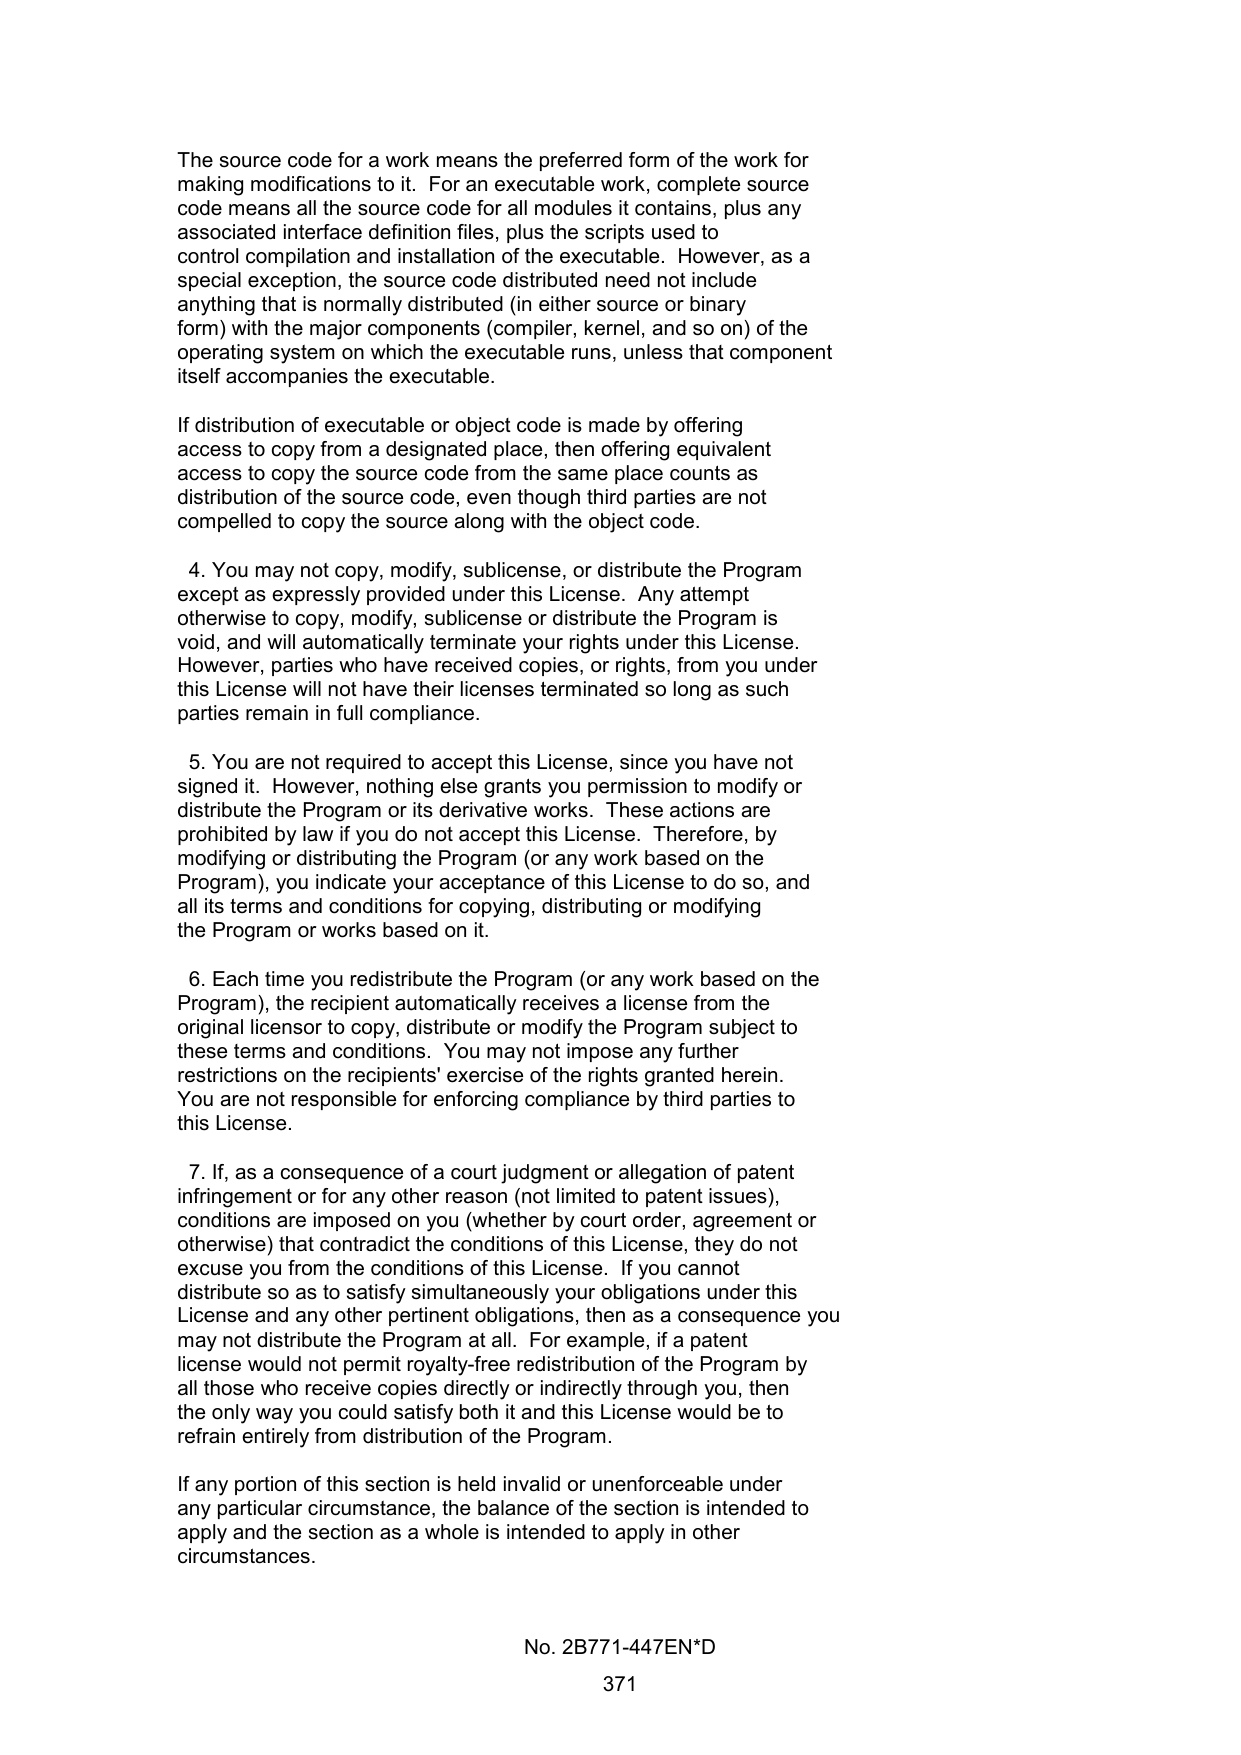 The source code for a work means the preferred form of the work for
making modifications to it.  For an executable work, complete source
code means all the source code for all modules it contains, plus any
associated interface definition files, plus the scripts used to
control compilation and installation of the executable.  However, as a
special exception, the source code distributed need not include
anything that is normally distributed (in either source or binary
form) with the major components (compiler, kernel, and so on) of the
operating system on which the executable runs, unless that component
itself accompanies the executable.

If distribution of executable or object code is made by offering
access to copy from a designated place, then offering equivalent
access to copy the source code from the same place counts as
distribution of the source code, even though third parties are not
compelled to copy the source along with the object code.

  4. You may not copy, modify, sublicense, or distribute the Program
except as expressly provided under this License.  Any attempt
otherwise to copy, modify, sublicense or distribute the Program is
void, and will automatically terminate your rights under this License.
However, parties who have received copies, or rights, from you under
this License will not have their licenses terminated so long as such
parties remain in full compliance.

  5. You are not required to accept this License, since you have not
signed it.  However, nothing else grants you permission to modify or
distribute the Program or its derivative works.  These actions are
prohibited by law if you do not accept this License.  Therefore, by
modifying or distributing the Program (or any work based on the
Program), you indicate your acceptance of this License to do so, and
all its terms and conditions for copying, distributing or modifying
the Program or works based on it.

  6. Each time you redistribute the Program (or any work based on the
Program), the recipient automatically receives a license from the
original licensor to copy, distribute or modify the Program subject to
these terms and conditions.  You may not impose any further
restrictions on the recipients' exercise of the rights granted herein.
You are not responsible for enforcing compliance by third parties to
this License.

  7. If, as a consequence of a court judgment or allegation of patent
infringement or for any other reason (not limited to patent issues),
conditions are imposed on you (whether by court order, agreement or
otherwise) that contradict the conditions of this License, they do not
excuse you from the conditions of this License.  If you cannot
distribute so as to satisfy simultaneously your obligations under this
License and any other pertinent obligations, then as a consequence you
may not distribute the Program at all.  For example, if a patent
license would not permit royalty-free redistribution of the Program by
all those who receive copies directly or indirectly through you, then
the only way you could satisfy both it and this License would be to
refrain entirely from distribution of the Program.

If any portion of this section is held invalid or unenforceable under
any particular circumstance, the balance of the section is intended to
apply and the section as a whole is intended to apply in other
circumstances.

No. 2B771-447EN*D
371